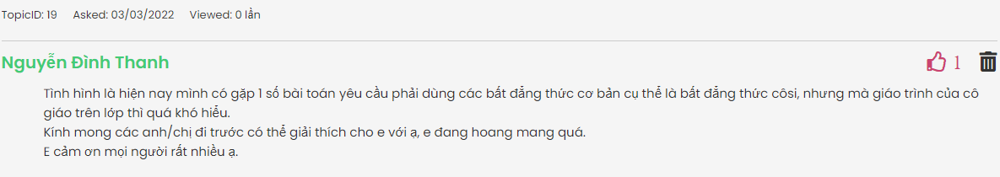 TopicID: 19 Asked: 03/03/2022 Viewed: 0 lần
Nguyễn Đình Thanh 1
Tình hình là hiện nay mình có gặp 1 số bài toán yêu cầu phải dùng các bất đẳng thức cơ bản cụ thể là bất đẳng thức côsi, nhưng mà giáo trình của cô
giáo trên lớp thì quá khó hiểu.
Kính mong các anh/chị đi trước có thể giải thích cho e với ạ, e đang hoang mang quá.
E cảm ơn mọi người rất nhiều ạ.